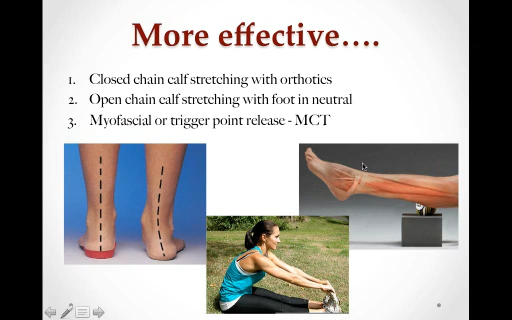 More effective....
1. Closed chain calf stretching with orthotics
2. Open chain calf stretching with foot in neutral
3. Myofascial or trigger point release - MCT